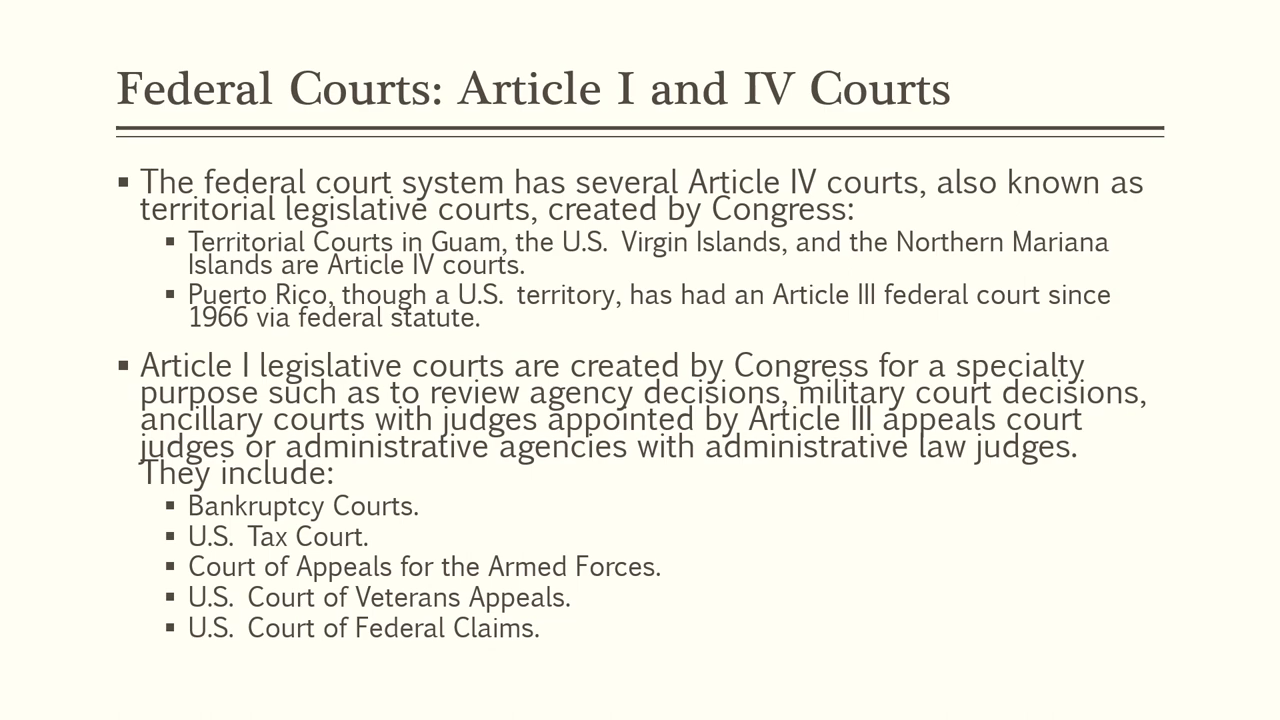 Federal Courts: Article I and IV Courts
▪ The federal court system has several Article IV courts, also known as
territorial legislative courts, created by Congress:
▪ Territorial Courts in Guam, the U.S. Virgin Islands, and the Northern Mariana
Islands are Article IV courts.
▪ Puerto Rico, though a U.S. territory, has had an Article III federal court since
1966 via federal statute.
▪ Article I legislative courts are created by Congress for a specialty
purpose such as to review agency decisions, military court decisions,
ancillary courts with judges appointed by Article III appeals court
judges or administrative agencies with administrative law judges.
They include:
▪ Bankruptcy Courts.
▪ U.S. Tax Court.
▪ Court of Appeals for the Armed Forces.
▪ U.S. Court of Veterans Appeals.
▪ U.S. Court of Federal Claims.